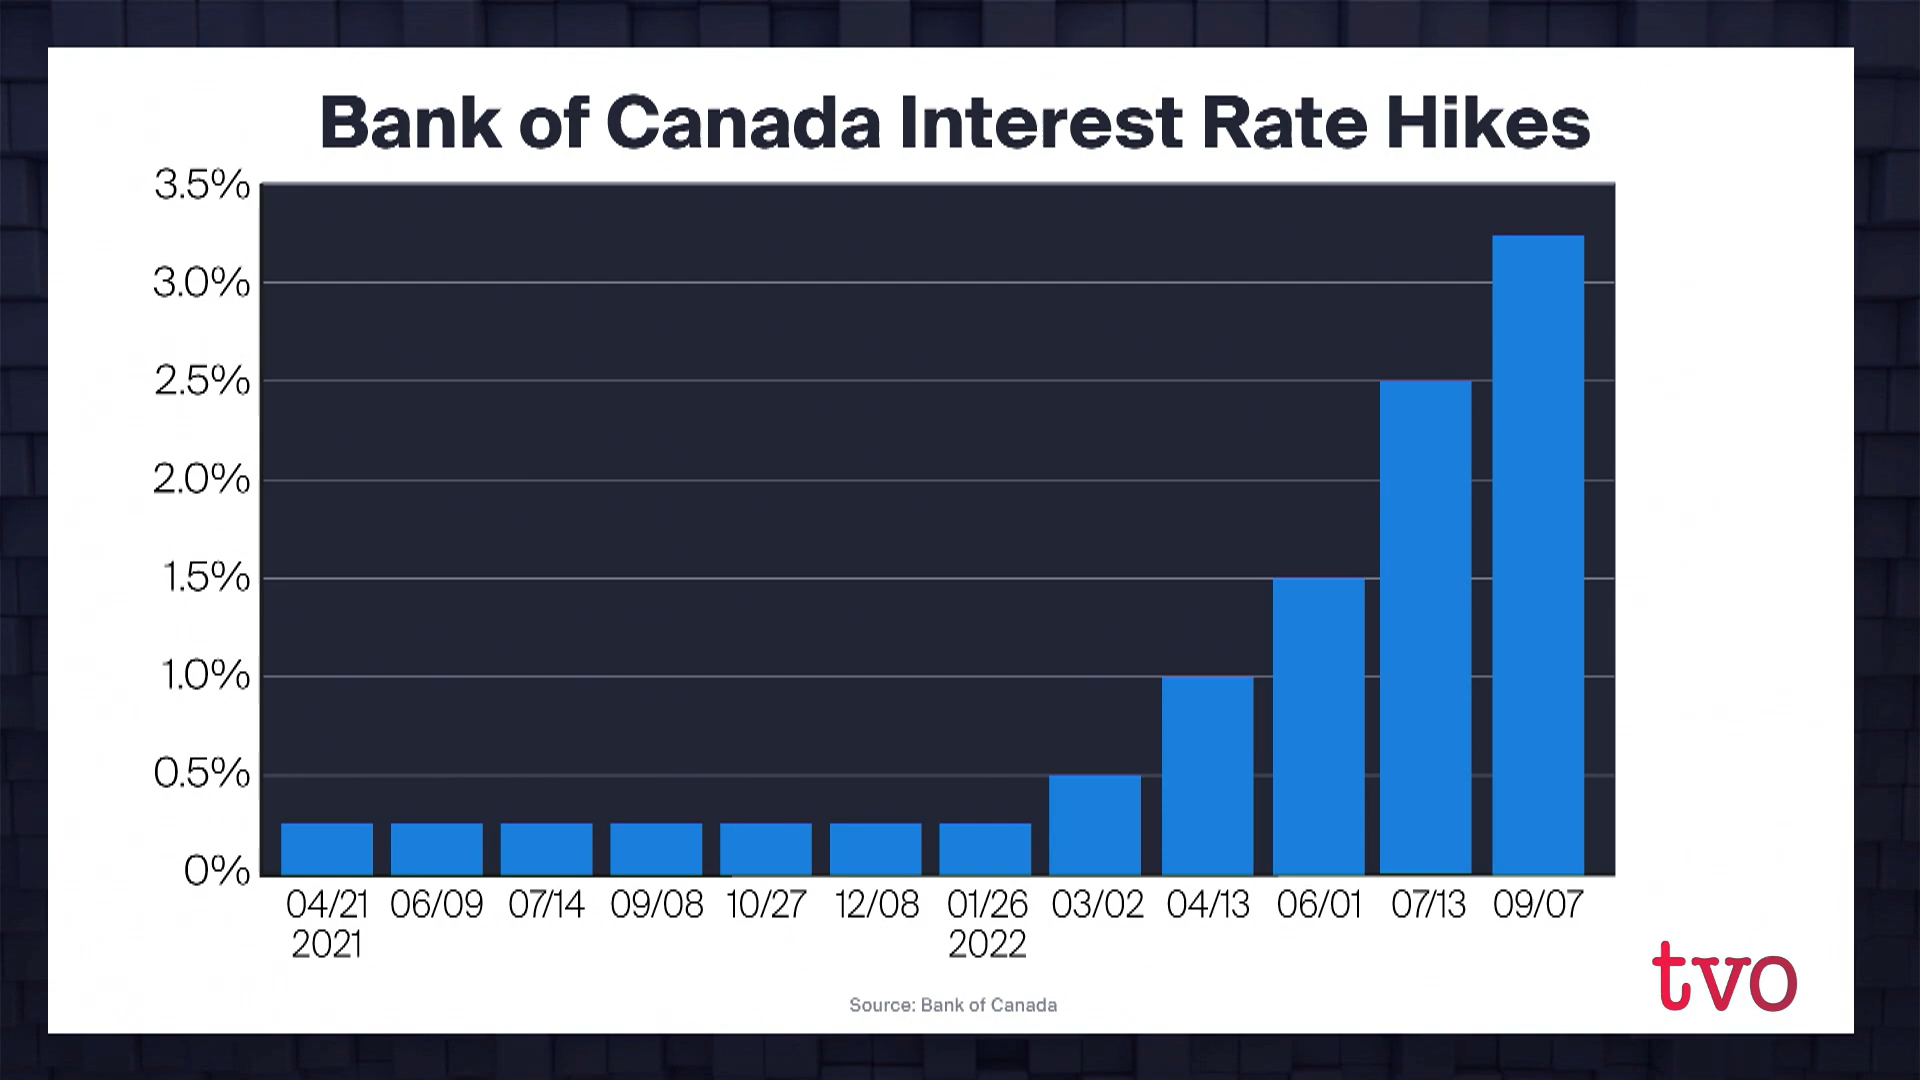 Bank of Canada Interest Rate Hikes
3.5%
3.0%
2.5%
2.0%
1.5%
1.0%
0.5%
0%
04/21 06/09 07/14 09/08 10/27 12/08 01/26 03/02 04/13 06/01 07/13 09/07
2021 2022
Source: Bank of Canada
tvo